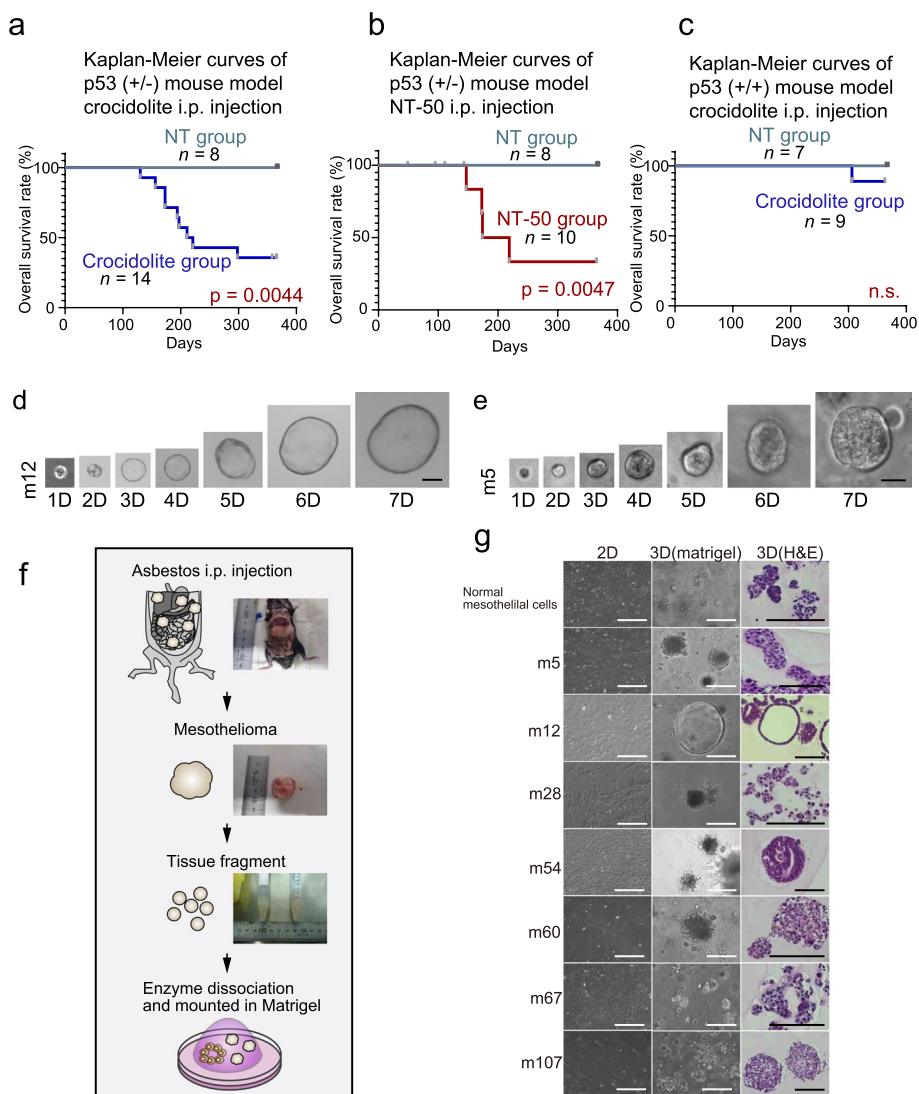 a
Kaplan-Meier curves of
p53 (+/-) mouse model
crocidolite i.p. injection
NT group
n = 8
Overall survival rate (%)
100
50
0
Crocidolite group
n = 14
p = 0.0044
0 100 200 300 400
Days
b
Kaplan-Meier curves of
p53 (+/-) mouse model
NT-50 i.p. injection
NT group
n = 8
Overall survival rate (%)
100
50
0
NT-50 group
n = 10
p = 0.0047
0 100 200 300 400
Days
c
Kaplan-Meier curves of
p53 (+/+) mouse model
crocidolite i.p. injection
NT group
n = 7
Overall survival rate (%)
100
50
0
Crocidolite group
n = 9
n.s.
0 100 200 300 400
Days
d
m12
1D 2D 3D 4D 5D 6D 7D
e
m5
1D 2D 3D 4D 5D 6D 7D
f
Asbestos i.p. injection
Mesothelioma
Tissue fragment
Enzyme dissociation
and mounted in Matrigel
g
2D 3D(matrigel) 3D(H&E)
Normal
mesothelilal cells
m5
m12
m28
m54
m60
m67
m107